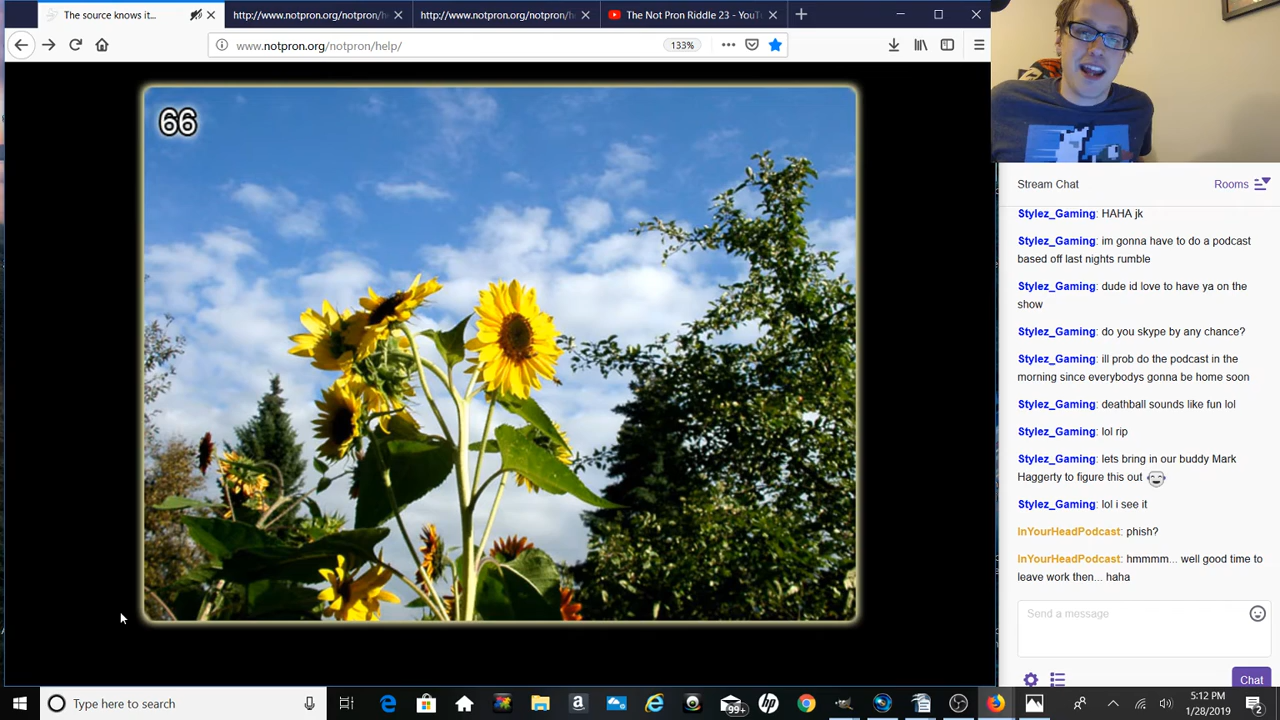 The source knows it...
http://www.notpron.org/notpron/h
http://www.notpron.org/notpron/h
The Not Pron Riddle 23 - YouT
www.notpron.org/notpron/help/
133%
66
Stream Chat
Rooms
Stylez_Gaming: HAHA jk
Stylez_Gaming: im gonna have to do a podcast
based off last nights rumble
Stylez_Gaming: dude id love to have ya on the
show
Stylez_Gaming: do you skype by any chance?
Stylez_Gaming: ill prob do the podcast in the
morning since everybodys gonna be home soon
Stylez_Gaming: deathball sounds like fun lol
Stylez_Gaming: lol rip
Stylez_Gaming: lets bring in our buddy Mark
Haggerty to figure this out
Stylez_Gaming: lol i see it
InYourHeadPodcast: phish?
InYourHeadPodcast: hmmmm... well good time to
leave work then... haha
Send a message
Chat
Type here to search
99+
5:12 PM
1/28/2019